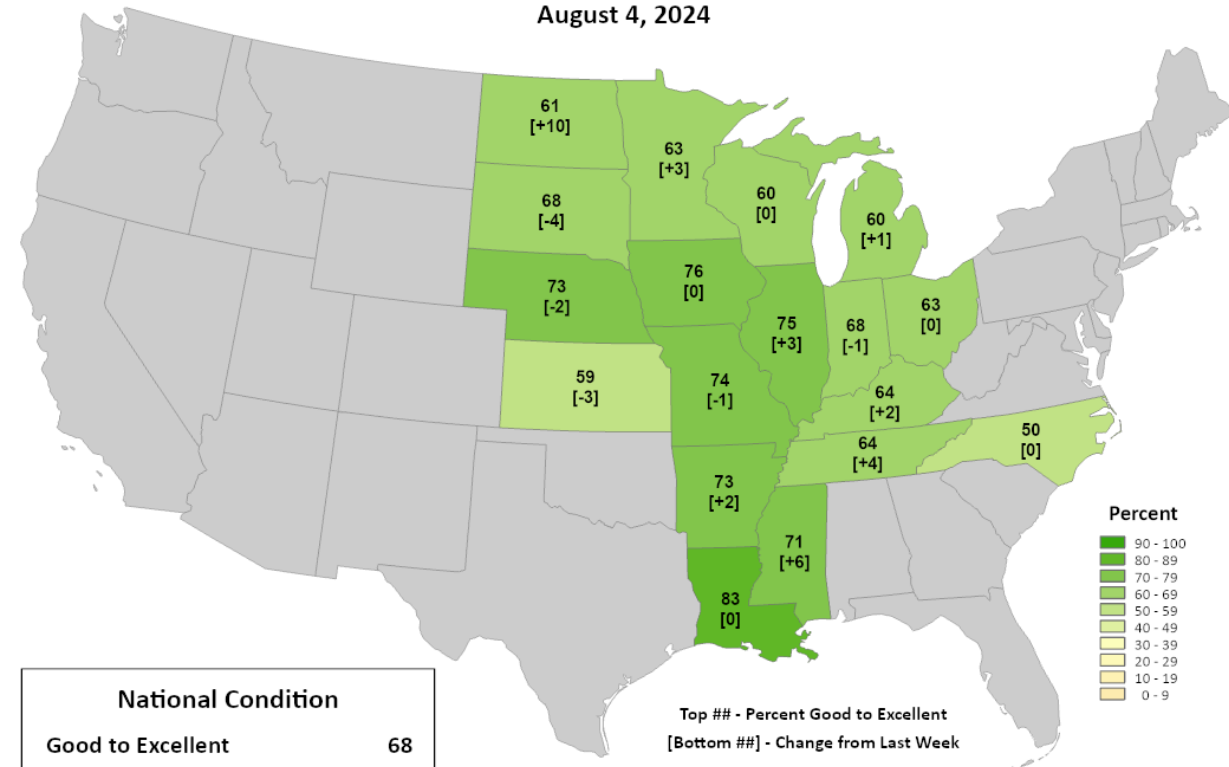 August 4, 2024
61
[+10]
63
[+3]
68
[-4]
60
[0]
60
[+1]
73
[-2]
76
[0]
75
[+3]
68
[-1]
63
[0]
59
[-3]
74
[-1]
64
[+2]
64
[+4]
50
[0]
73
[+2]
71
[+6]
83
[0]
Percent
90 - 100
80 - 89
70 - 79
60 - 69
50 - 59
40 - 49
30 - 39
20 - 29
10 - 19
0 - 9
National Condition
Good to Excellent 68
Top ## - Percent Good to Excellent
[Bottom ##] - Change from Last Week